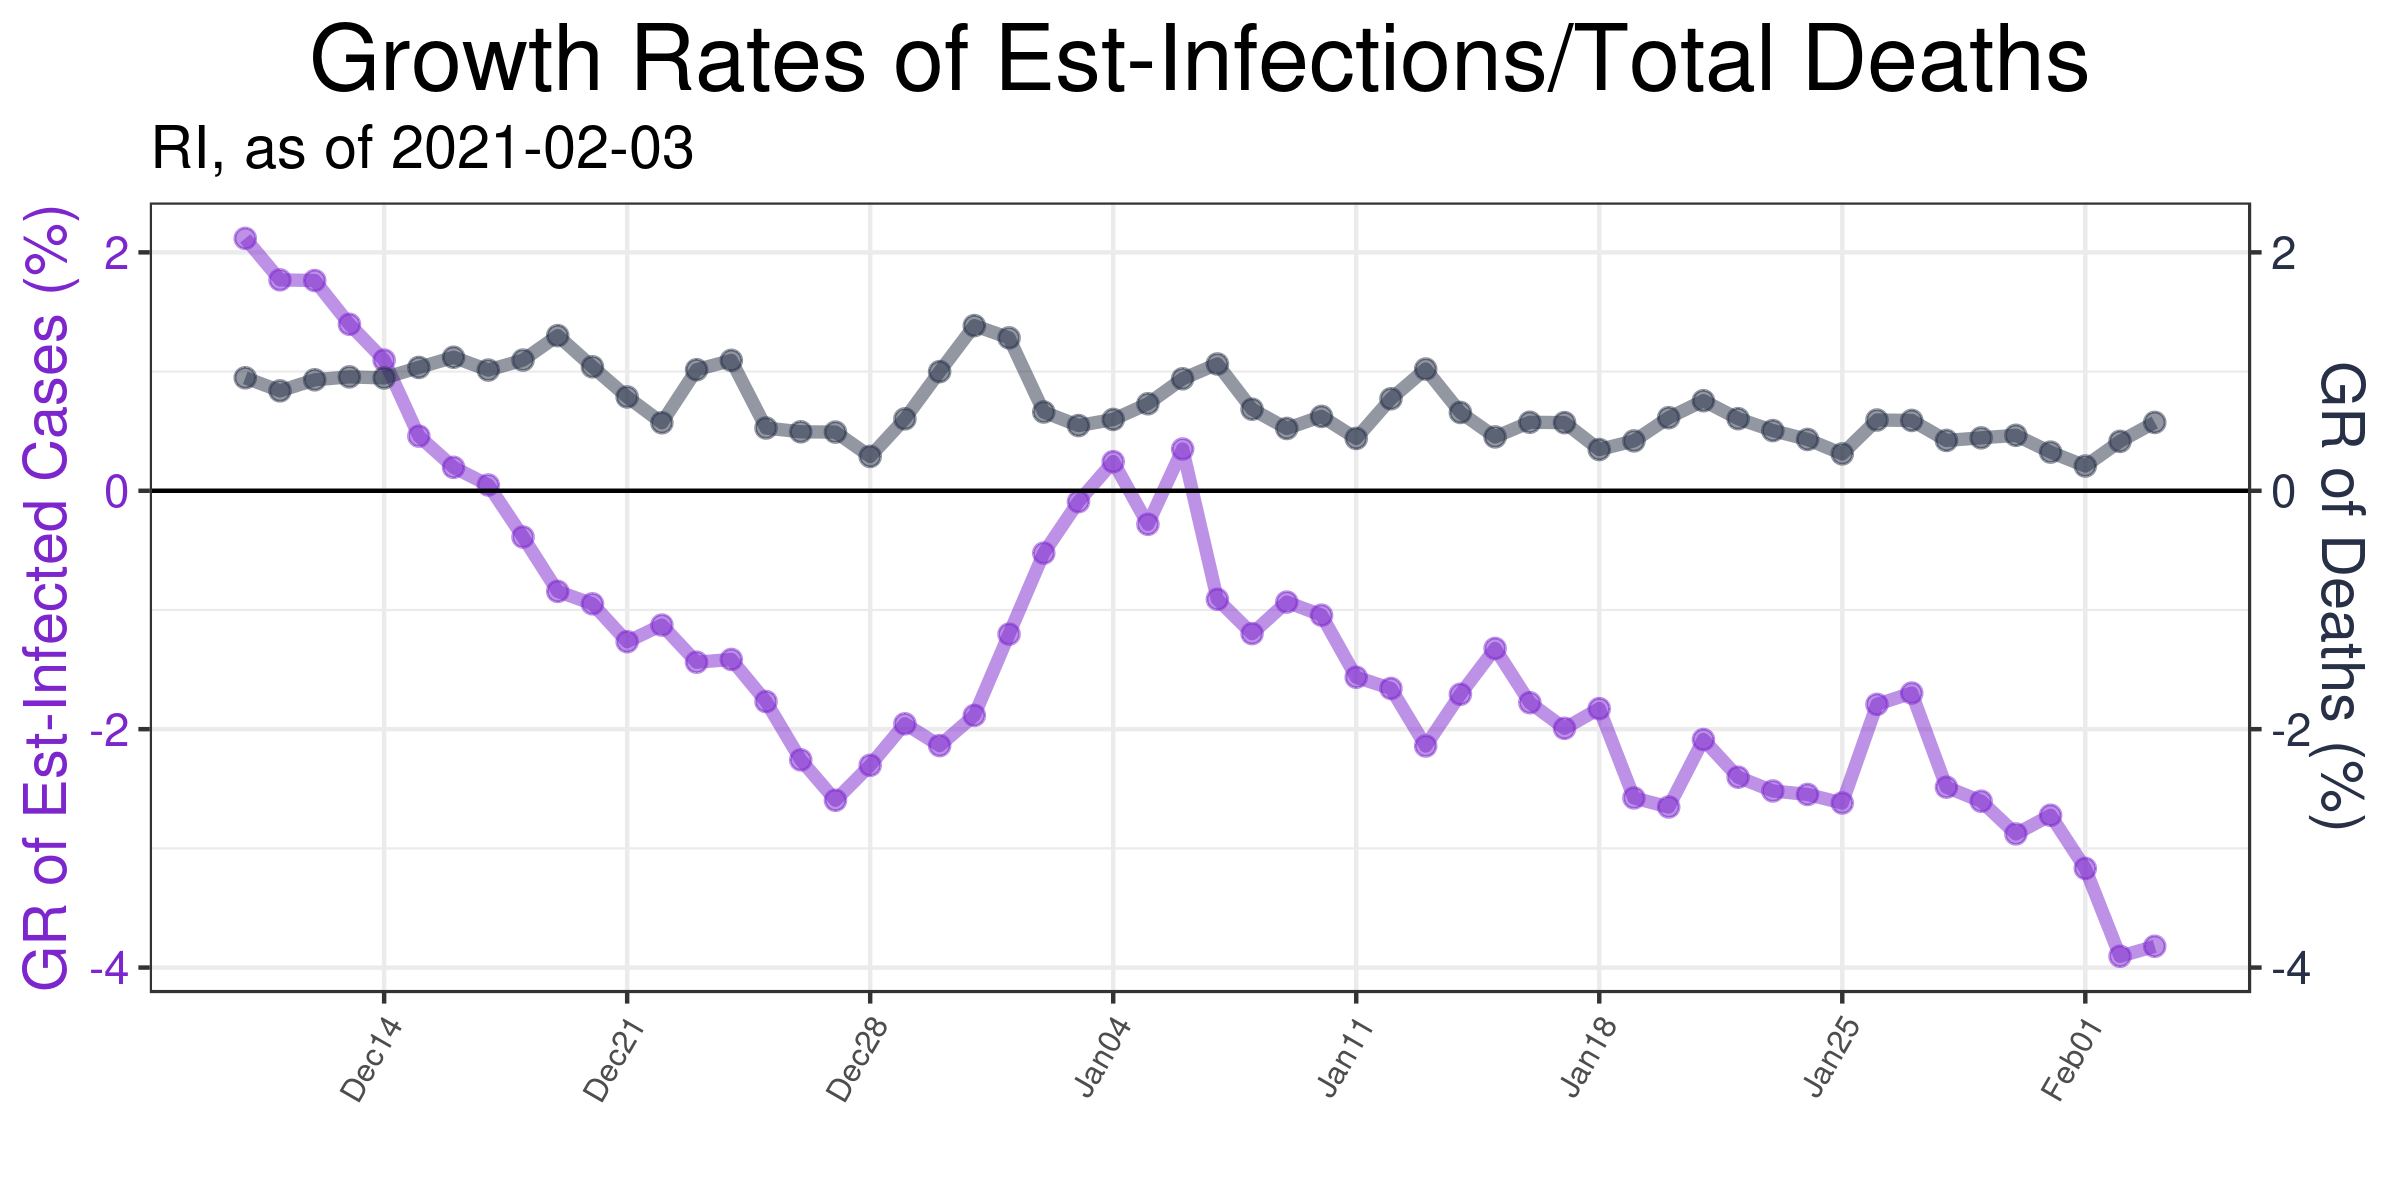 Growth Rates of Est-Infections/Total Deaths
RI, as of 2021-02-03
GR of Est-Infected Cases (%)
2
0
-2
-4
2
0
-2
-4
GR of Deaths (%)
Dec14
Dec21
Dec28
Jan04
Jan11
Jan18
Jan25
Feb01